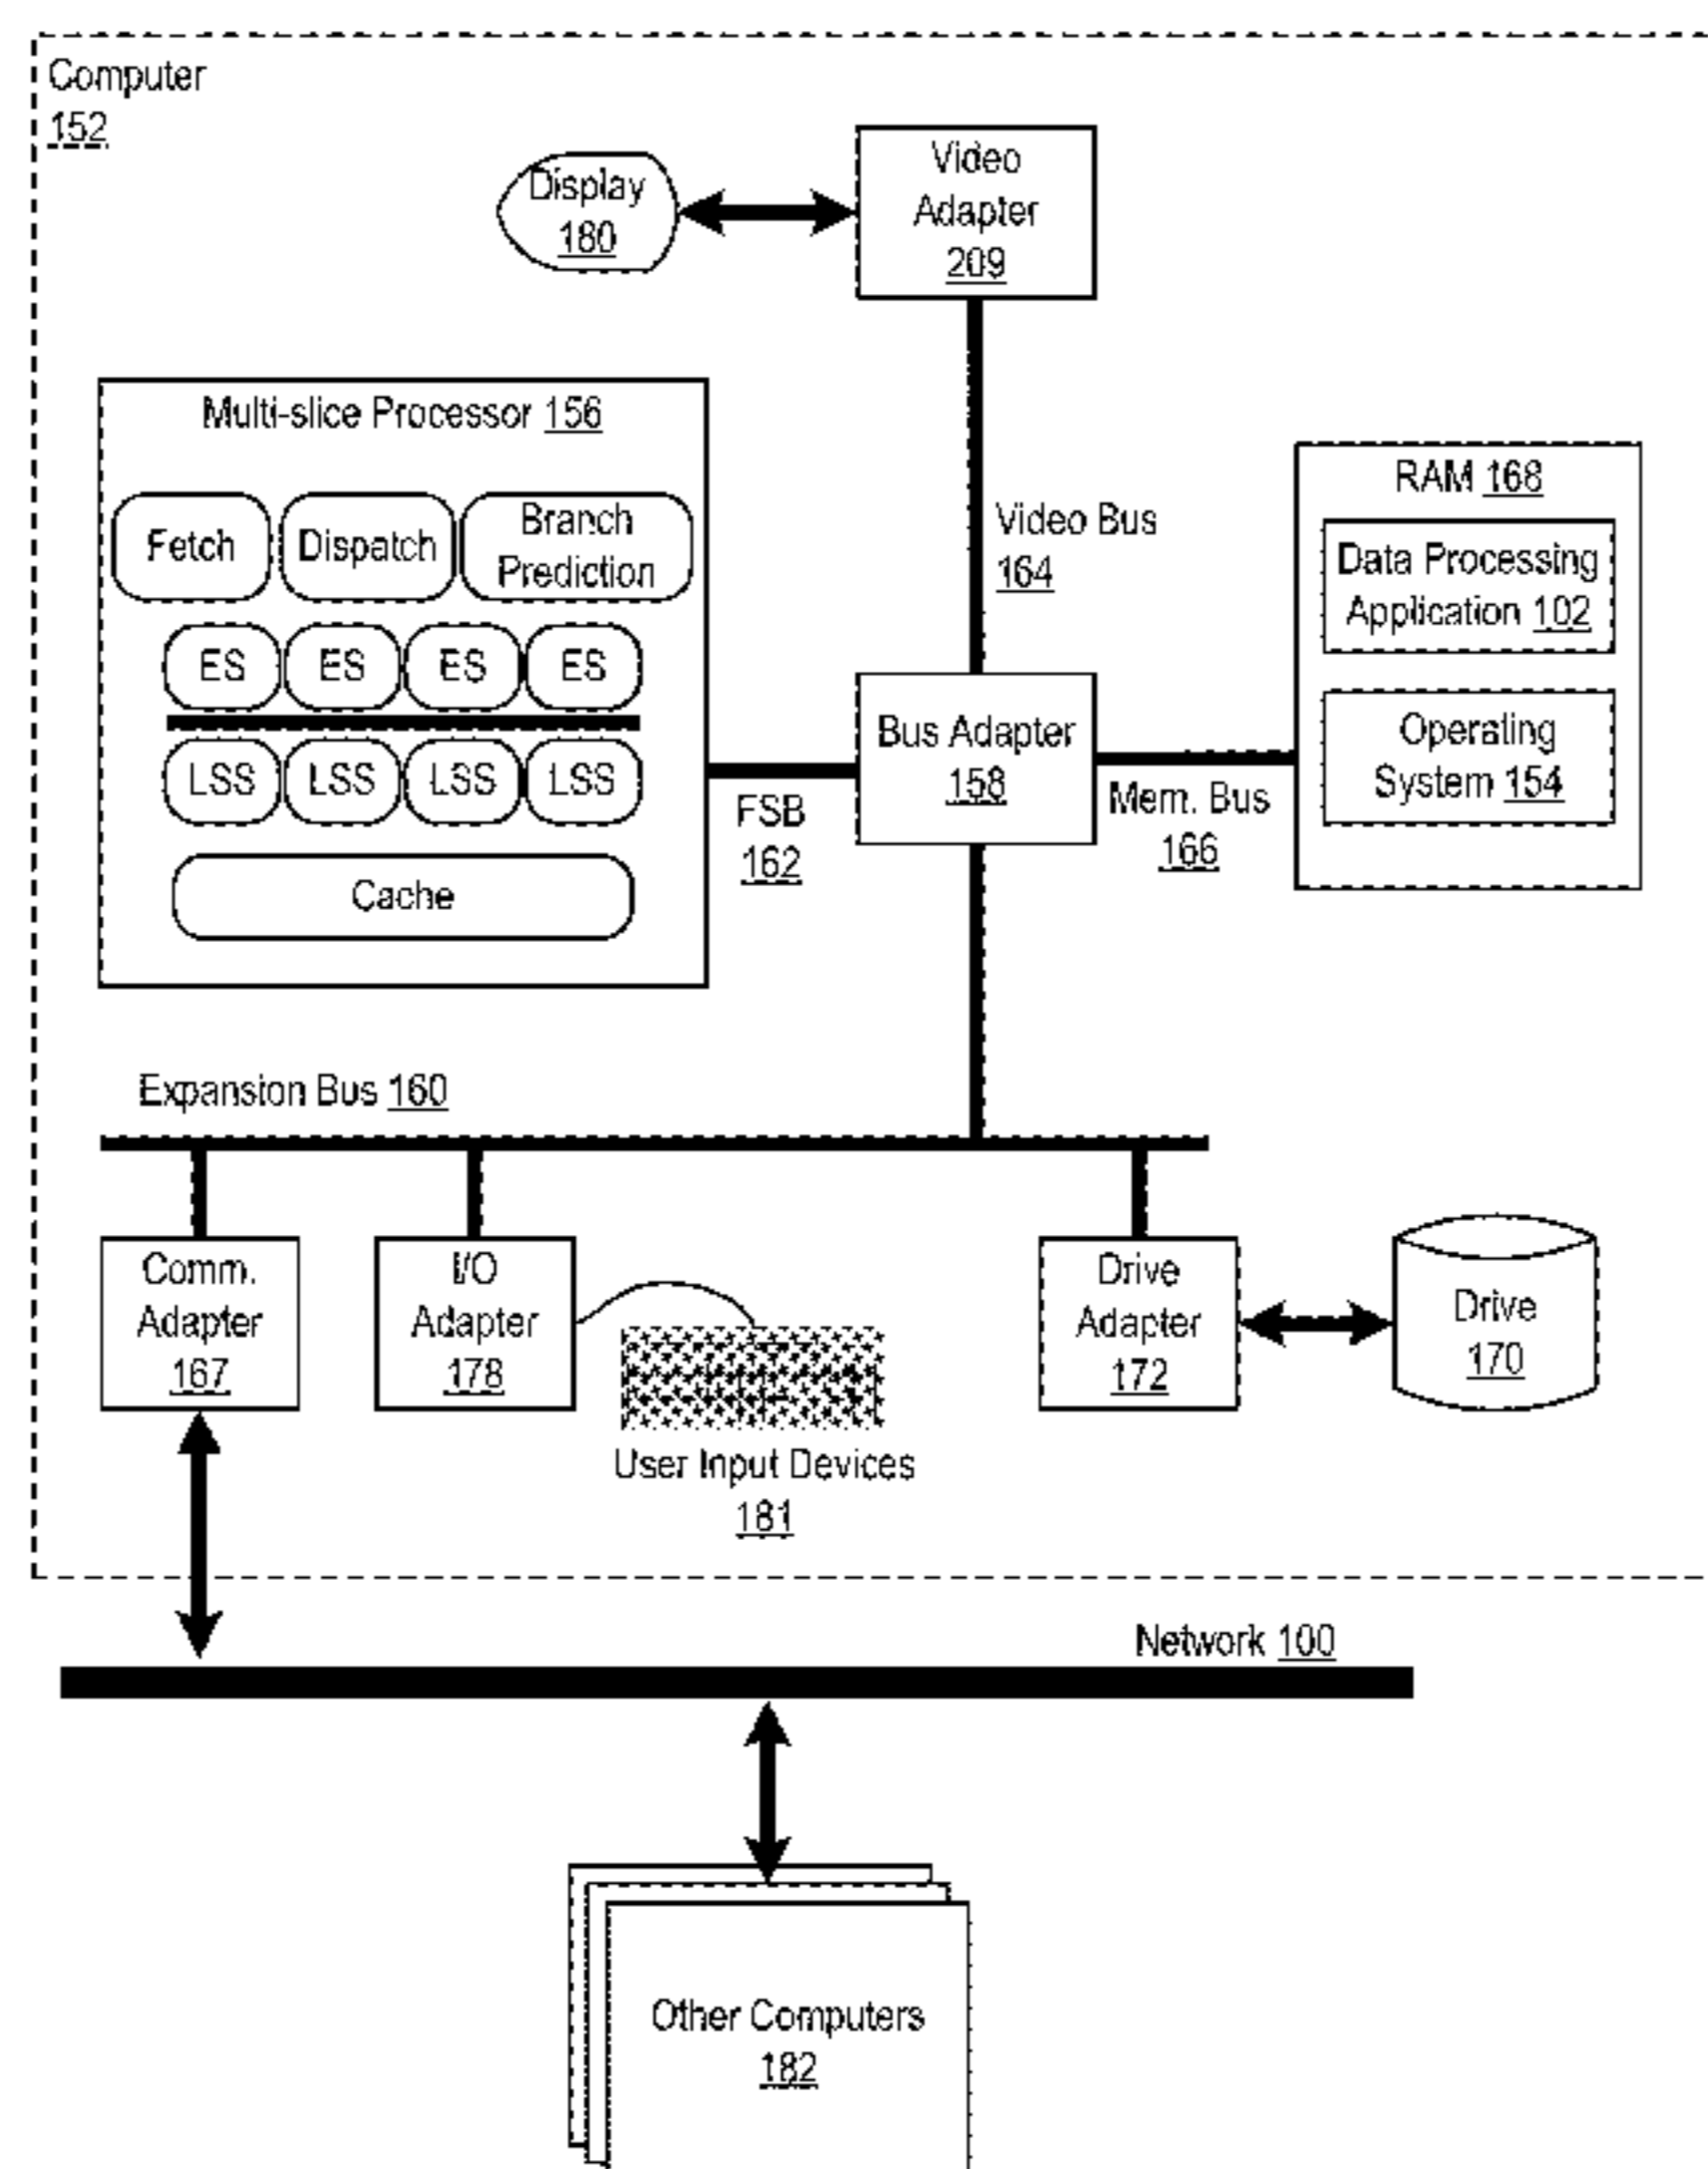 Computer
152
Display
180
Video
Adapter
209
Multi-slice Processor 156
Fetch
Dispatch
Branch
Prediction
ES
ES
ES
ES
LSS
LSS
LSS
LSS
Cache
Video Bus
164
RAM 168
Data Processing
Application 102
Operating
System 154
Bus Adapter
158
FSB
162
Mem. Bus
166
Expansion Bus 160
Comm.
Adapter
167
I/O
Adapter
178
User Input Devices
181
Drive
Adapter
172
Drive
170
Network 100
Other Computers
182